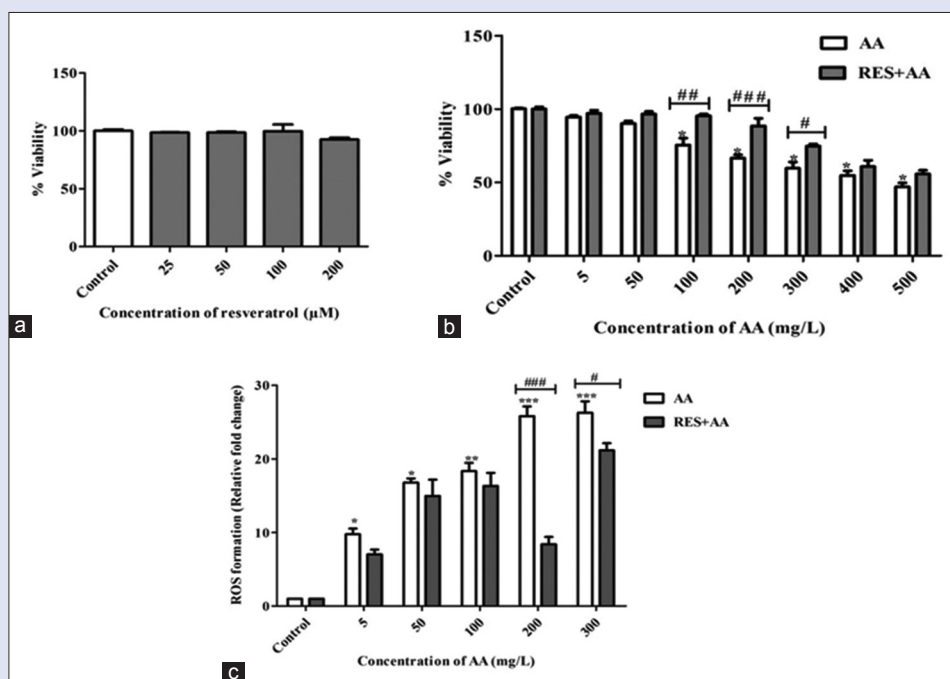 150
100
50
0
% Viability
Control
25
50
100
200
Concentration of resveratrol (µM)
a
150
100
50
0
% Viability
AA
RES+AA
##
###
#
*
*
*
*
*
Control
5
50
100
200
300
400
500
Concentration of AA (mg/L)
b
30
20
10
0
ROS formation (Relative fold change)
AA
RES+AA
###
#
*
*
**
***
***
Control
5
50
100
200
300
Concentration of AA (mg/L)
c